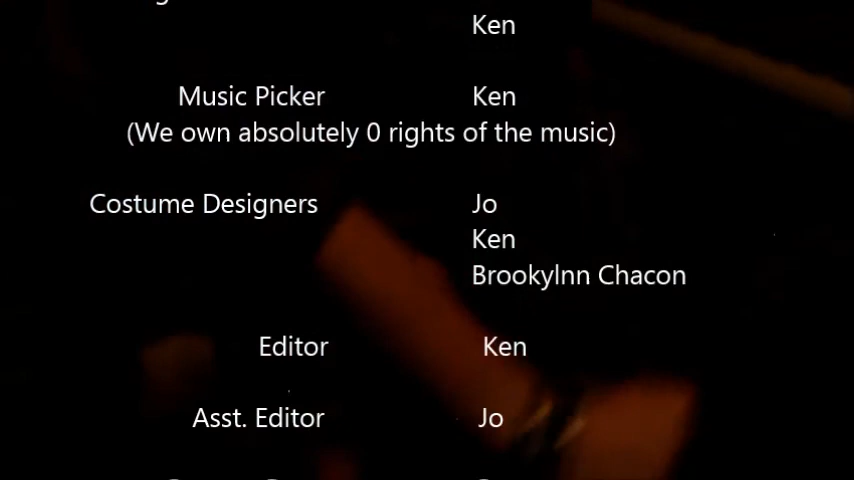 Ken
Music Picker Ken
(We own absolutely 0 rights of the music)
Costume Designers Jo
Ken
Brookylnn Chacon
Editor Ken
Asst. Editor Jo